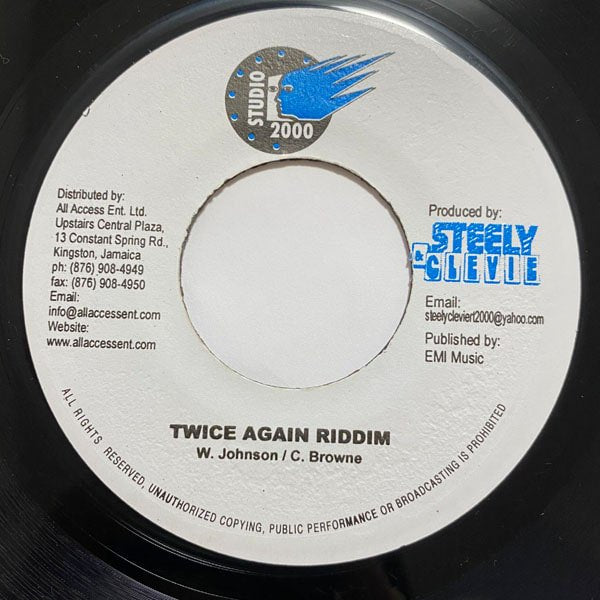 STUDIO
2000
Distributed by:
All Access Ent. Ltd.
Upstairs Central Plaza,
13 Constant Spring Rd.,
Kingston, Jamaica
ph: (876) 908-4949
fax: (876) 908-4950
Email:
info@allaccessent.com
Website:
www.allaccessent.com
Produced by:
STEELY
& CLEVIE
Email:
steelycleviert2000@yahoo.com
Published by:
EMI Music
TWICE AGAIN RIDDIM
W. Johnson / C. Browne
ALL RIGHTS RESERVED, UNAUTHORIZED COPYING, PUBLIC PERFORMANCE OR BROADCASTING IS PROHIBITED